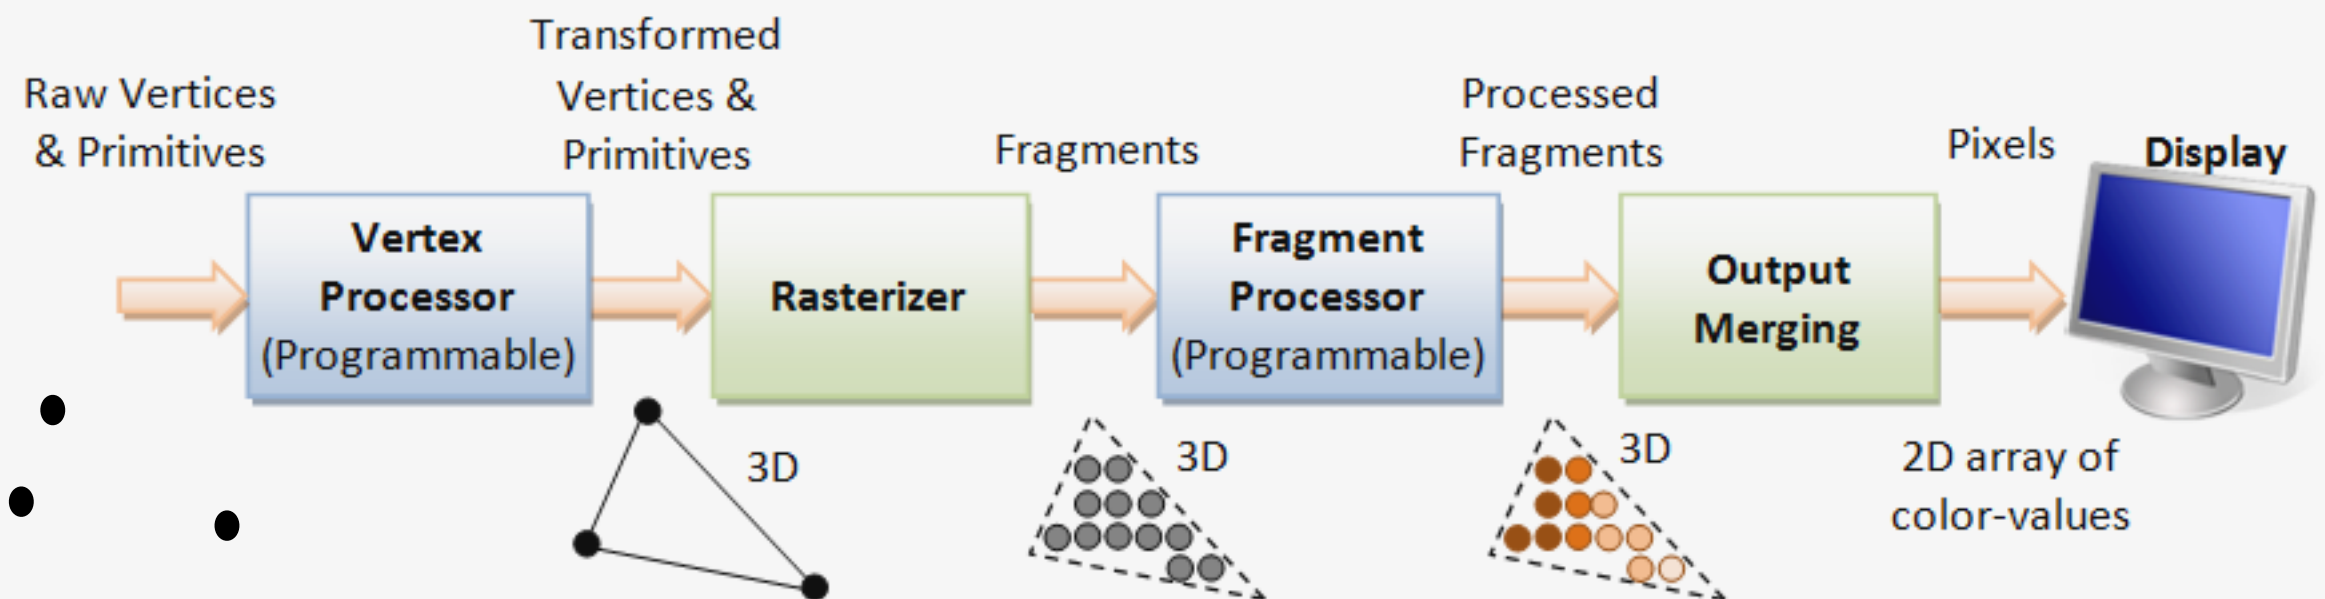 Raw Vertices
& Primitives
Transformed
Vertices &
Primitives
Fragments
Processed
Fragments
Pixels
Display
Vertex
Processor
(Programmable)
Rasterizer
Fragment
Processor
(Programmable)
Output
Merging
3D
3D
3D
2D array of
color-values